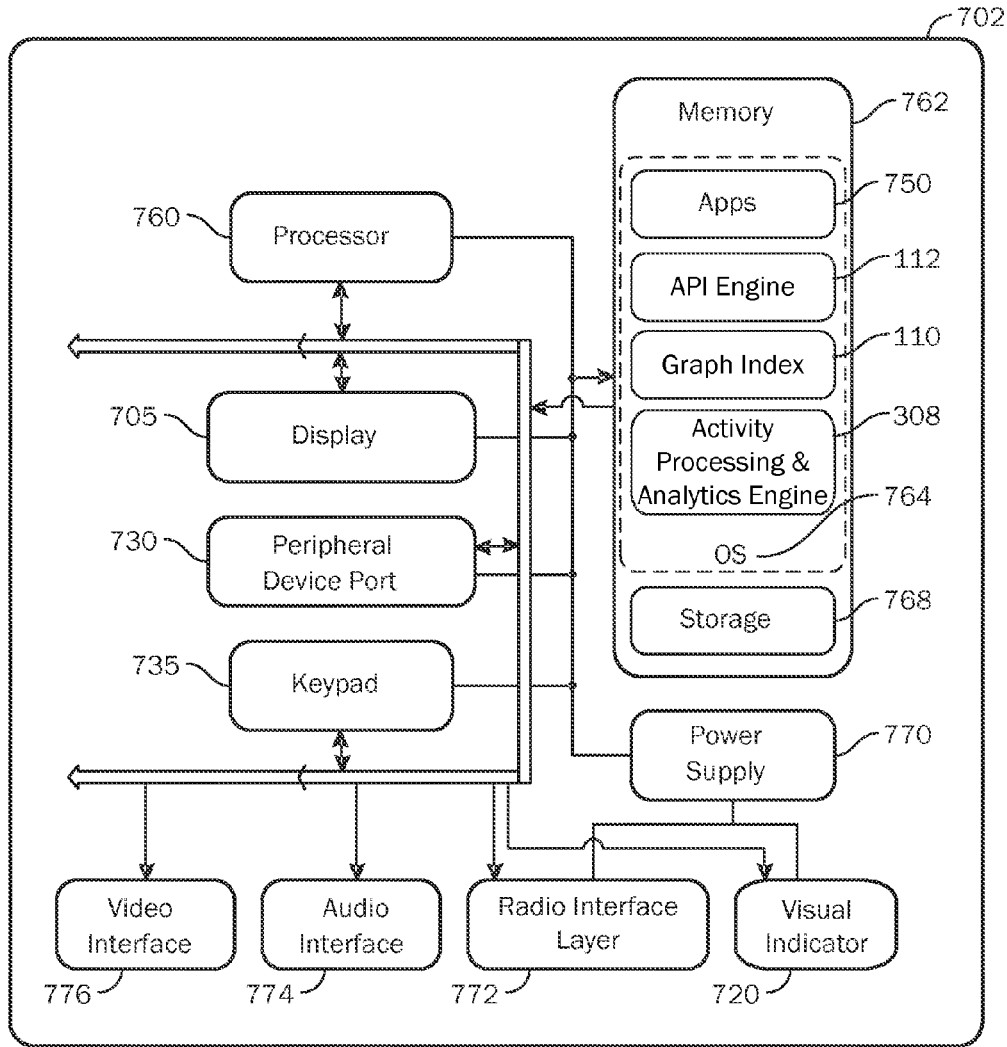 702
Memory
762
Apps
750
760
Processor
API Engine
112
Graph Index
110
705
Display
Activity
Processing &
Analytics Engine
308
764
730
Peripheral
Device Port
OS
Storage
768
735
Keypad
Power
Supply
770
Video
Interface
Audio
Interface
Radio Interface
Layer
Visual
Indicator
776
774
772
720